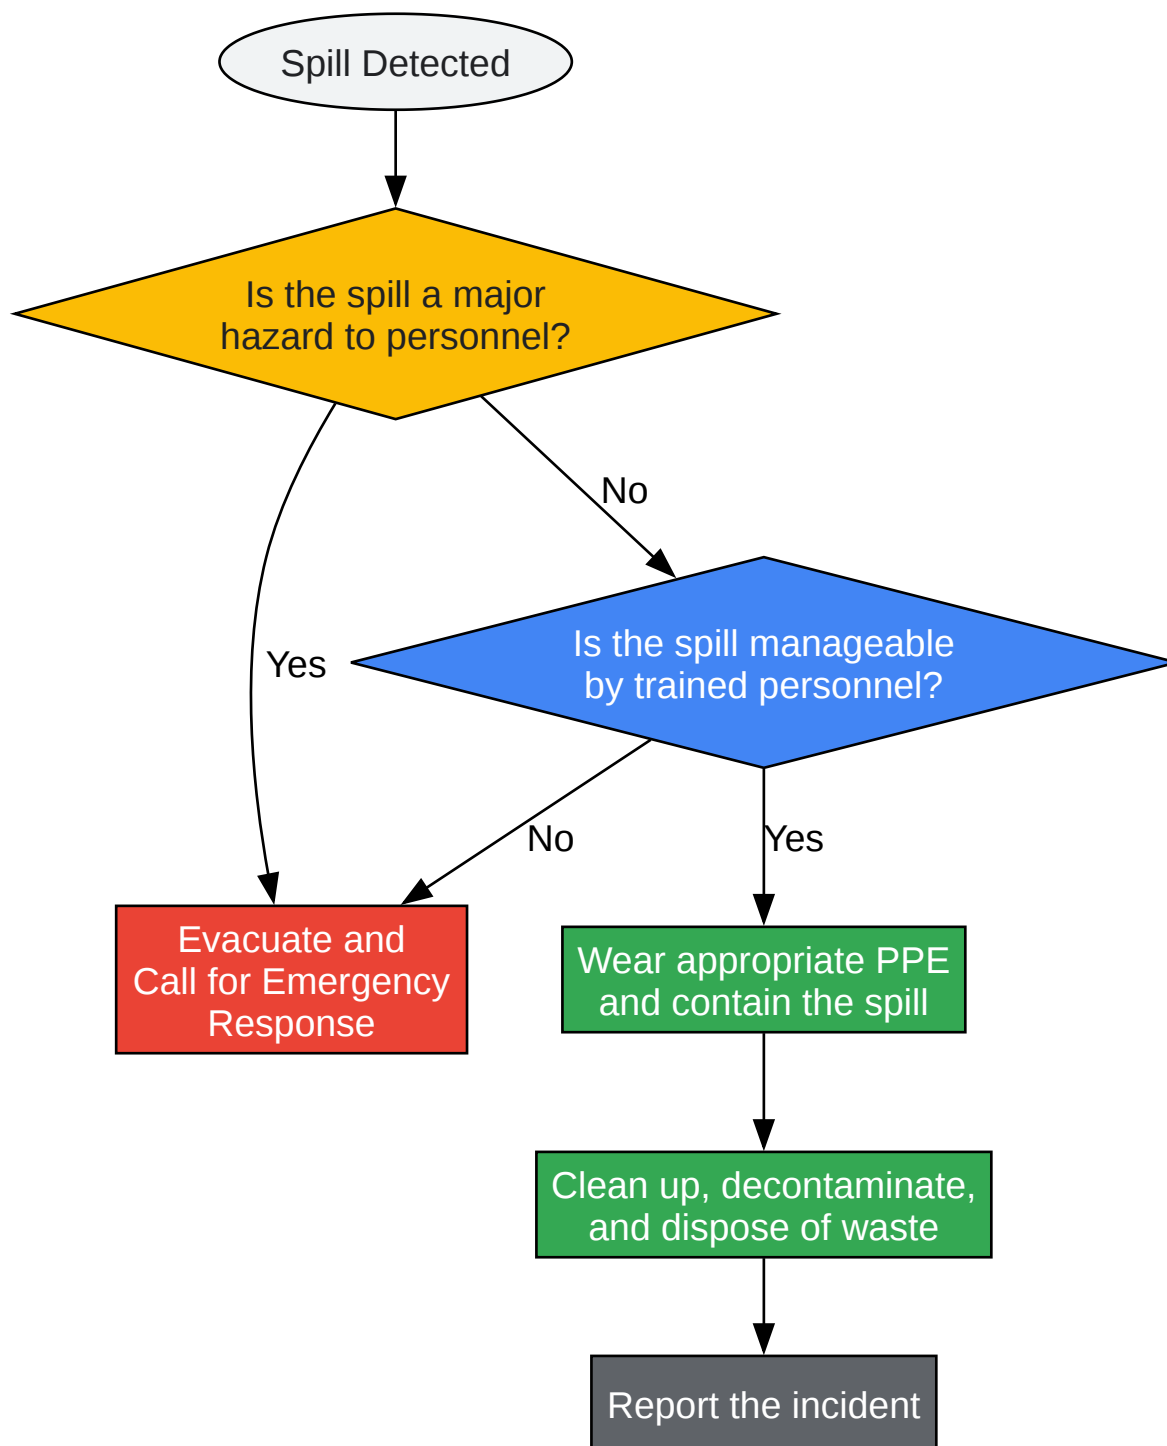 Spill Detected
Is the spill a major
hazard to personnel?
No
Is the spill manageable
by trained personnel?
Yes
No
Yes
Evacuate and
Call for Emergency
Response
Wear appropriate PPE
and contain the spill
Clean up, decontaminate,
and dispose of waste
Report the incident